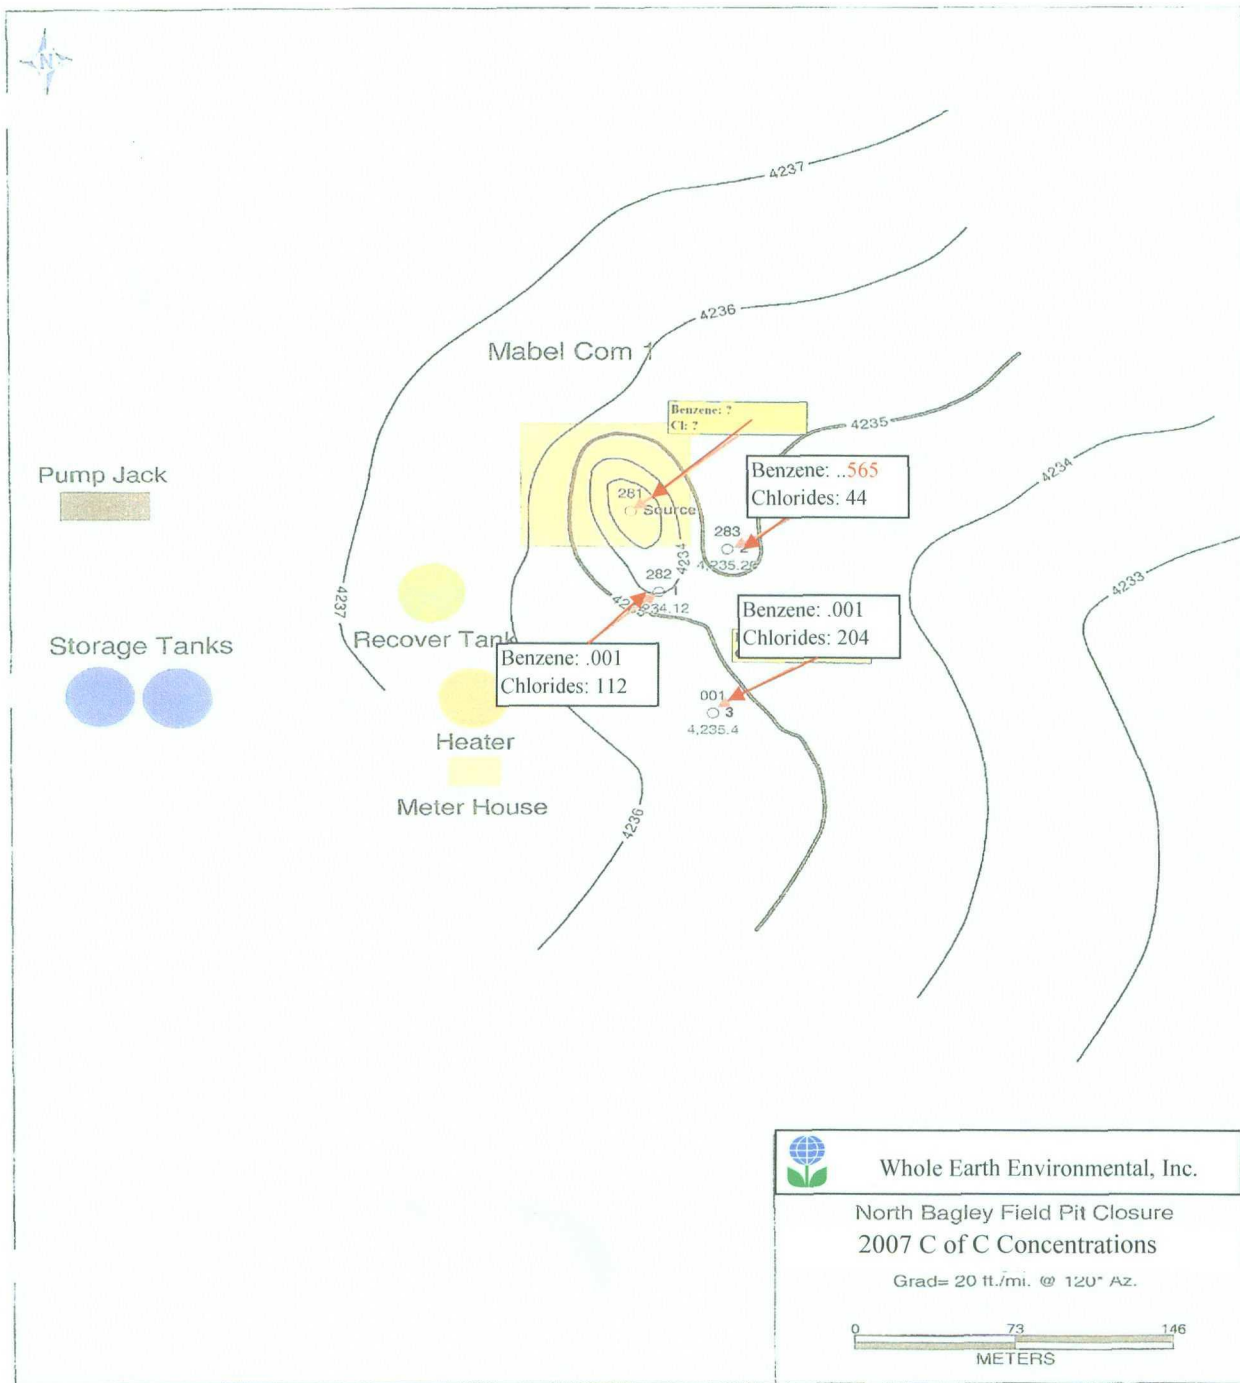 N
4237
4236
Mabel Com 1
Benzene: ?
Cl: ?
4235
Pump Jack
Benzene: ..565
Chlorides: 44
4234
281
Source
283
2
4,235.26
4234
282
1
234.12
4237
4233
Storage Tanks
Recover Tank
Benzene: .001
Chlorides: 204
Benzene: .001
Chlorides: 112
001
3
4,235.4
Heater
Meter House
4236
Whole Earth Environmental, Inc.
North Bagley Field Pit Closure
2007 C of C Concentrations
Grad= 20 ft./mi. @ 120° Az.
0 73 146
METERS